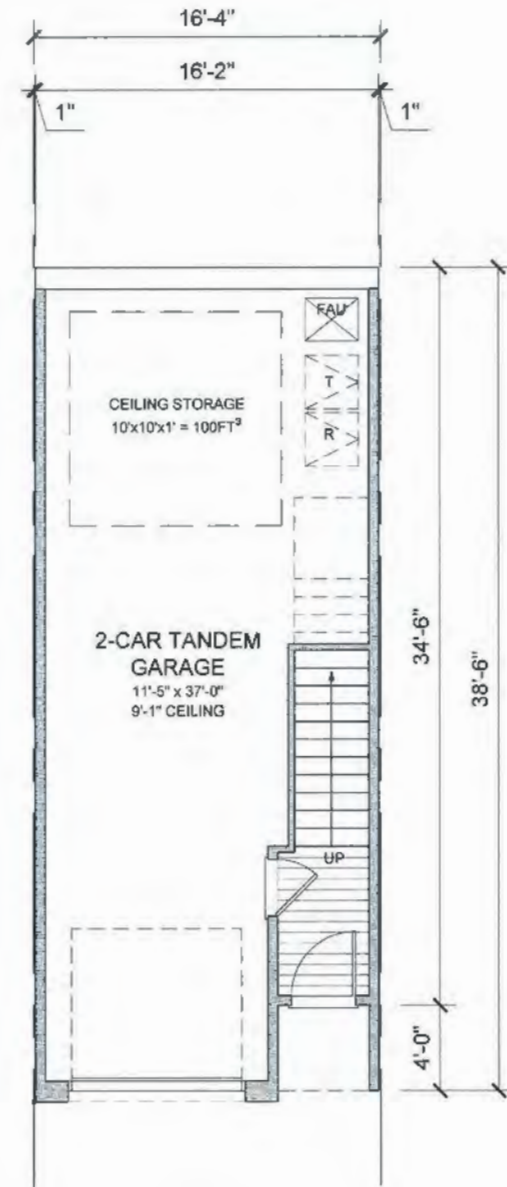 16'-4"
16'-2"
1" 1"
FAU
T
R
CEILING STORAGE
10'x10'x1' = 100FT³
2-CAR TANDEM
GARAGE
11'-5" x 37'-0"
9'-1" CEILING
UP
34'-6"
38'-6"
4'-0"